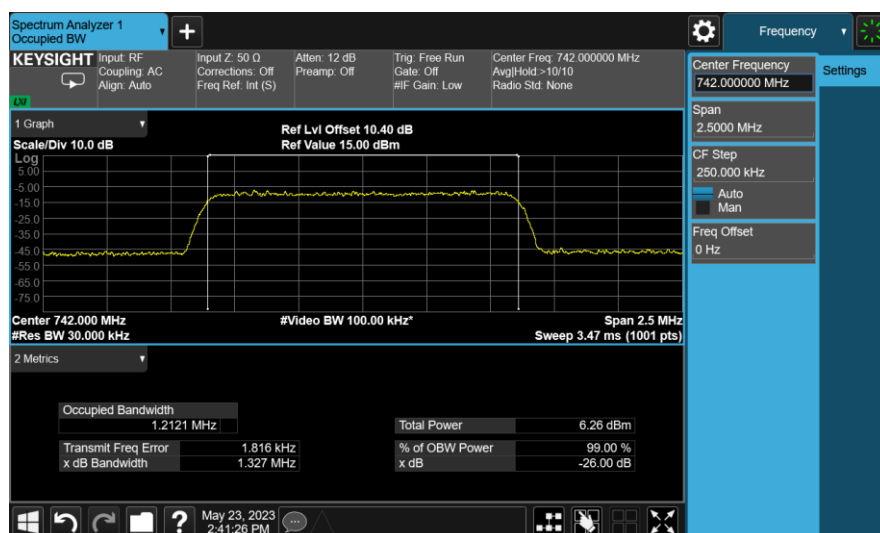 Spectrum Analyzer 1
Occupied BW
+
Frequency
KEYSIGHT
Input: RF
Coupling: AC
Align: Auto
Input Z: 50 Ω
Corrections: Off
Freq Ref: Int (S)
Atten: 12 dB
Preamp: Off
Trig: Free Run
Gate: Off
#IF Gain: Low
Center Freq: 742.000000 MHz
Avg|Hold:>10/10
Radio Std: None
LXI
Center Frequency
742.000000 MHz
Settings
Span
2.5000 MHz
CF Step
250.000 kHz
Auto
Man
Freq Offset
0 Hz
1 Graph
Scale/Div 10.0 dB
Ref Lvl Offset 10.40 dB
Ref Value 15.00 dBm
Log
5.00
-5.00
-15.0
-25.0
-35.0
-45.0
-55.0
-65.0
-75.0
Center 742.000 MHz
#Res BW 30.000 kHz
#Video BW 100.00 kHz*
Span 2.5 MHz
Sweep 3.47 ms (1001 pts)
2 Metrics
Occupied Bandwidth
1.2121 MHz
Total Power 6.26 dBm
Transmit Freq Error 1.816 kHz
% of OBW Power 99.00 %
x dB Bandwidth 1.327 MHz
x dB -26.00 dB
?
May 23, 2023
2:41:26 PM